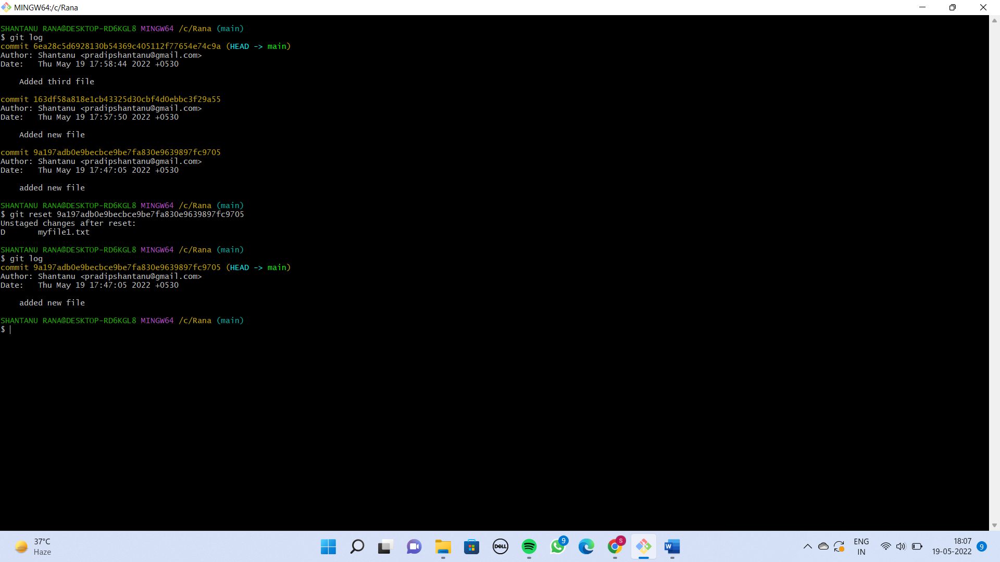 MINGW64:/c/Rana
SHANTANU RANA@DESKTOP-RD6KGL8 MINGW64 /c/Rana (main)
$ git log
commit 6ea28c5d6928130b54369c405112f77654e74c9a (HEAD -> main)
Author: Shantanu <pradipshantanu@gmail.com>
Date:   Thu May 19 17:58:44 2022 +0530
    Added third file
commit 163df58a818e1cb43325d30cbf4d0ebbc3f29a55
Author: Shantanu <pradipshantanu@gmail.com>
Date:   Thu May 19 17:57:50 2022 +0530
    Added new file
commit 9a197adb0e9becbce9be7fa830e9639897fc9705
Author: Shantanu <pradipshantanu@gmail.com>
Date:   Thu May 19 17:47:05 2022 +0530
    added new file
SHANTANU RANA@DESKTOP-RD6KGL8 MINGW64 /c/Rana (main)
$ git reset 9a197adb0e9becbce9be7fa830e9639897fc9705
Unstaged changes after reset:
D       myfile1.txt
SHANTANU RANA@DESKTOP-RD6KGL8 MINGW64 /c/Rana (main)
$ git log
commit 9a197adb0e9becbce9be7fa830e9639897fc9705 (HEAD -> main)
Author: Shantanu <pradipshantanu@gmail.com>
Date:   Thu May 19 17:47:05 2022 +0530
    added new file
SHANTANU RANA@DESKTOP-RD6KGL8 MINGW64 /c/Rana (main)
$
37°C
Haze
DELL
9
S
W
ENG
IN
18:07
19-05-2022
9